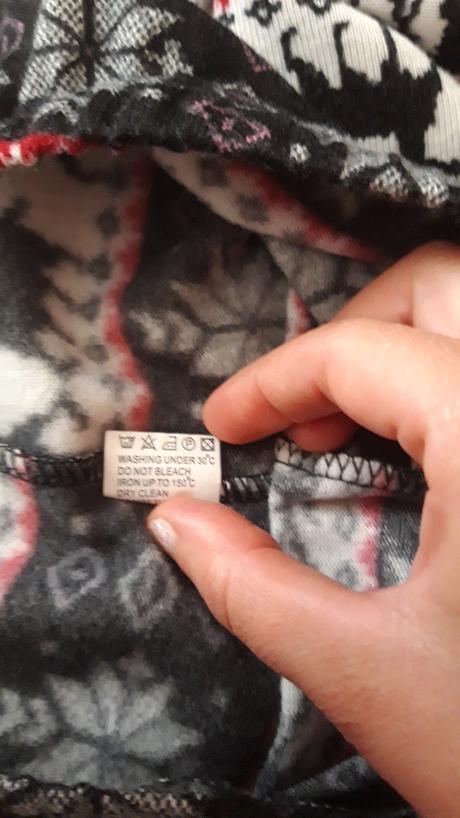 WASHING UNDER 30°C
DO NOT BLEACH
IRON UP TO 150°C
DRY CLEAN